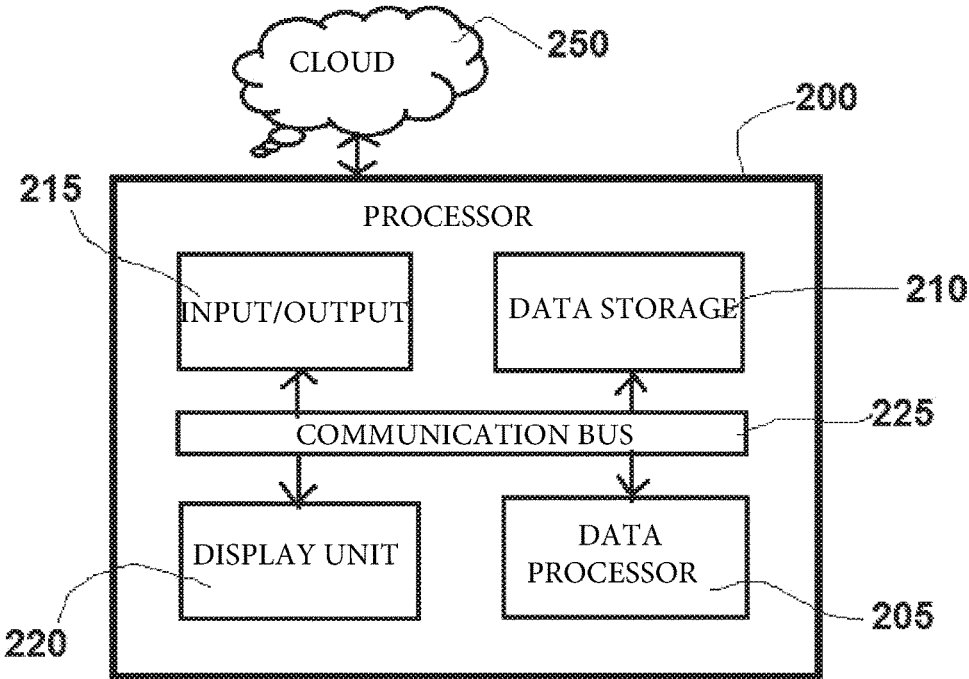 250
CLOUD
200
215
PROCESSOR
INPUT/OUTPUT
DATA STORAGE
210
COMMUNICATION BUS
225
DISPLAY UNIT
DATA
PROCESSOR
220
205